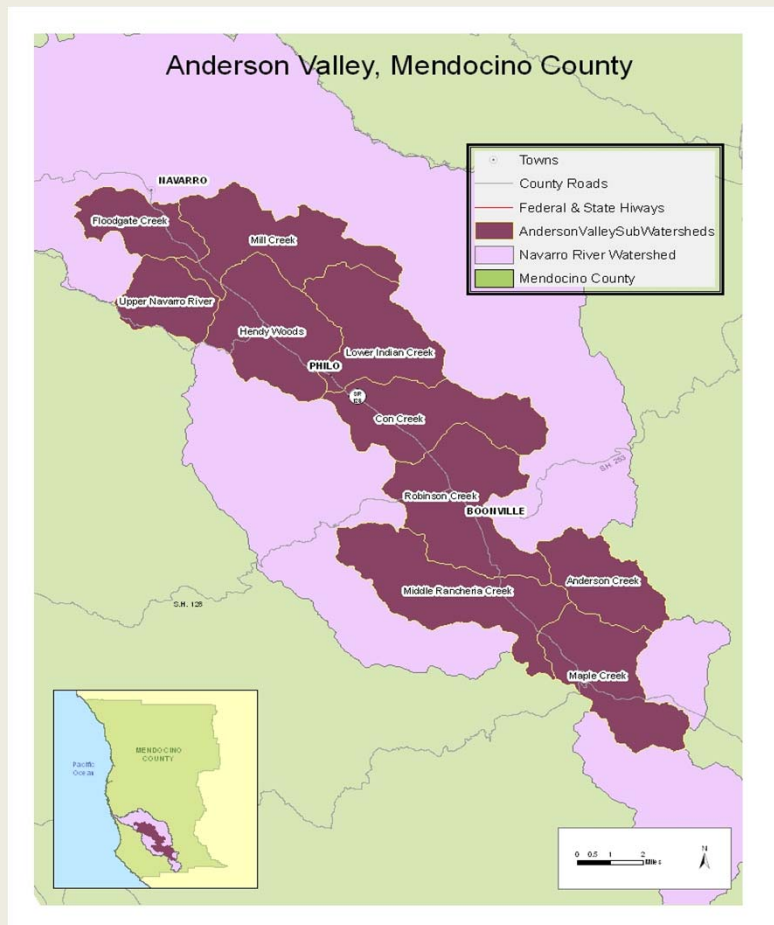 Anderson Valley, Mendocino County
Towns
County Roads
Federal & State Hiways
AndersonValleySubWatersheds
Navarro River Watershed
Mendocino County
NAVARRO
Floodgate Creek
Mill Creek
Upper Navarro River
Hendy Woods
Lower Indian Creek
PHILO
Con Creek
S.H. 253
Robinson Creek
BOONVILLE
Anderson Creek
Middle Rancheria Creek
S.H. 128
Maple Creek
MENDOCINO
COUNTY
Pacific
Ocean
N
0 0.5 1 2
Miles